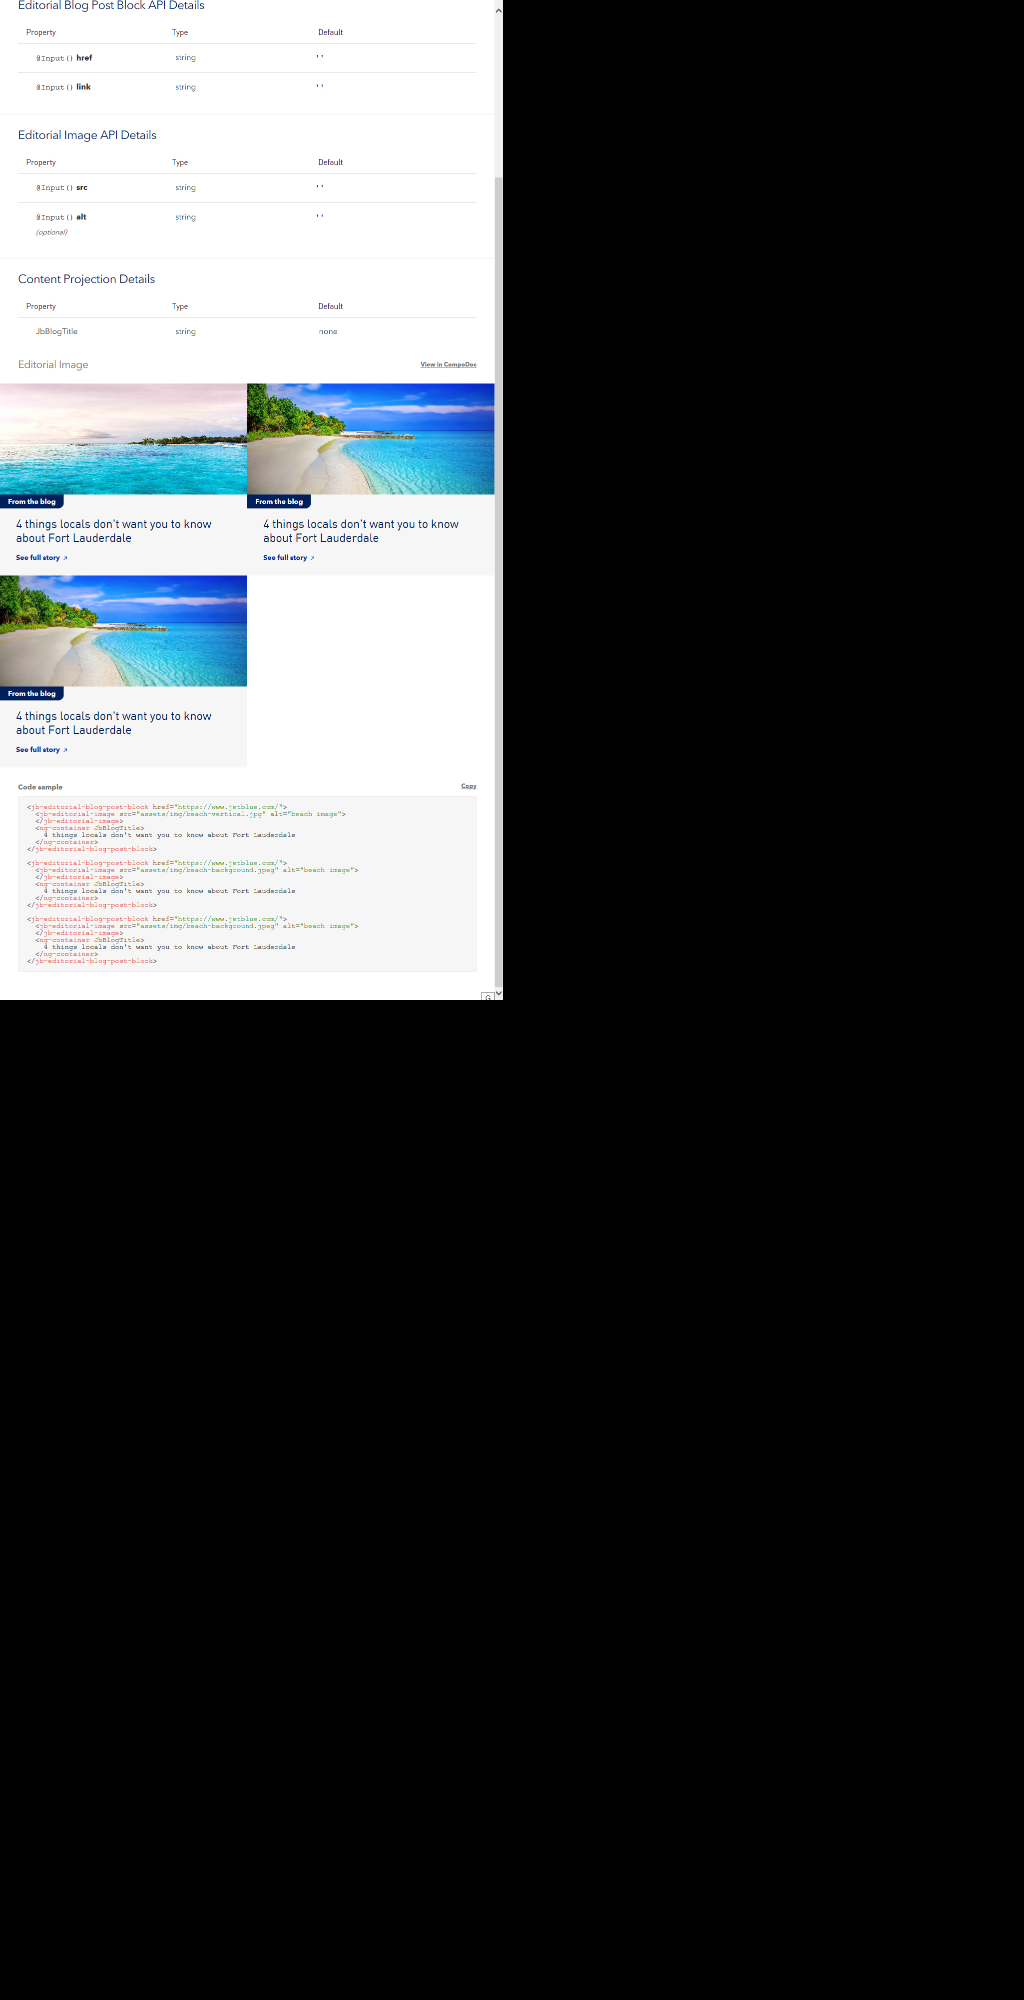 Editorial Blog Post Block API Details
Property Type Default
@Input() href string ''
@Input() link string ''
Editorial Image API Details
Property Type Default
@Input() src string ''
@Input() alt string ''
(optional)
Content Projection Details
Property Type Default
JbBlogTitle string none
Editorial Image View in CompoDoc
From the blog
4 things locals don't want you to know
about Fort Lauderdale
See full story
From the blog
4 things locals don't want you to know
about Fort Lauderdale
See full story
From the blog
4 things locals don't want you to know
about Fort Lauderdale
See full story
Code sample Copy
<jb-editorial-blog-post-block href="https://www.jetblue.com/">
<jb-editorial-image src="assets/img/beach-vertical.jpg" alt="beach image">
</jb-editorial-image>
<ng-container JbBlogTitle>
4 things locals don't want you to know about Fort Lauderdale
</ng-container>
</jb-editorial-blog-post-block>
<jb-editorial-blog-post-block href="https://www.jetblue.com/">
<jb-editorial-image src="assets/img/beach-background.jpeg" alt="beach image">
</jb-editorial-image>
<ng-container JbBlogTitle>
4 things locals don't want you to know about Fort Lauderdale
</ng-container>
</jb-editorial-blog-post-block>
<jb-editorial-blog-post-block href="https://www.jetblue.com/">
<jb-editorial-image src="assets/img/beach-background.jpeg" alt="beach image">
</jb-editorial-image>
<ng-container JbBlogTitle>
4 things locals don't want you to know about Fort Lauderdale
</ng-container>
</jb-editorial-blog-post-block>
G